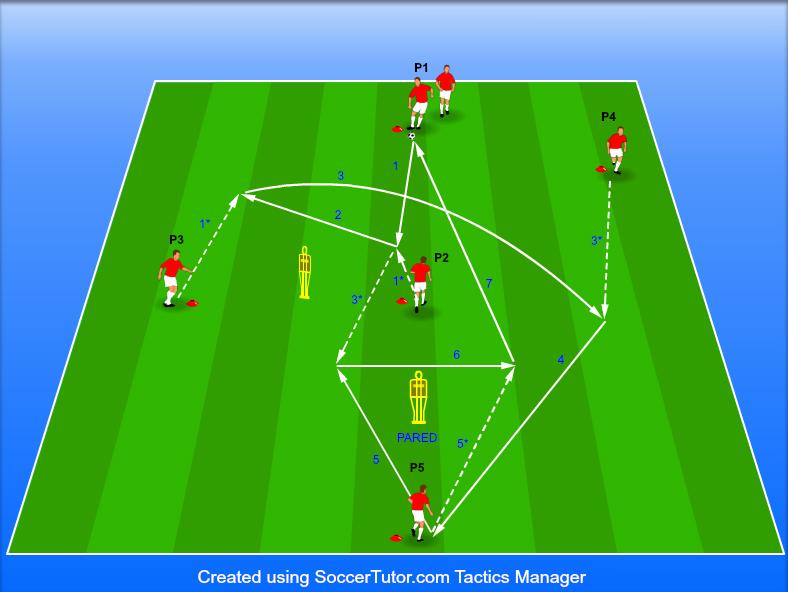 P1
P4
1
3
2
1*
P3
3*
P2
1*
3*
7
6
4
PARED
5*
5
P5
Created using SoccerTutor.com Tactics Manager